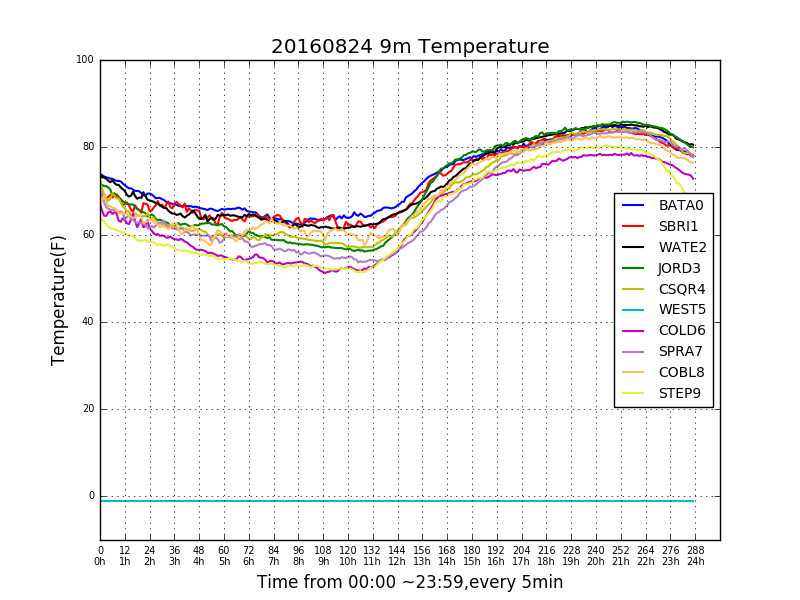 20160824 9m Temperature
Temperature(F)
100
80
60
40
20
0
BATA0
SBRI1
WATE2
JORD3
CSQR4
WEST5
COLD6
SPRA7
COBL8
STEP9
0 12 24 36 48 60 72 84 96 108 120 132 144 156 168 180 192 204 216 228 240 252 264 276 288
0h 1h 2h 3h 4h 5h 6h 7h 8h 9h 10h 11h 12h 13h 14h 15h 16h 17h 18h 19h 20h 21h 22h 23h 24h
Time from 00:00 ~23:59,every 5min